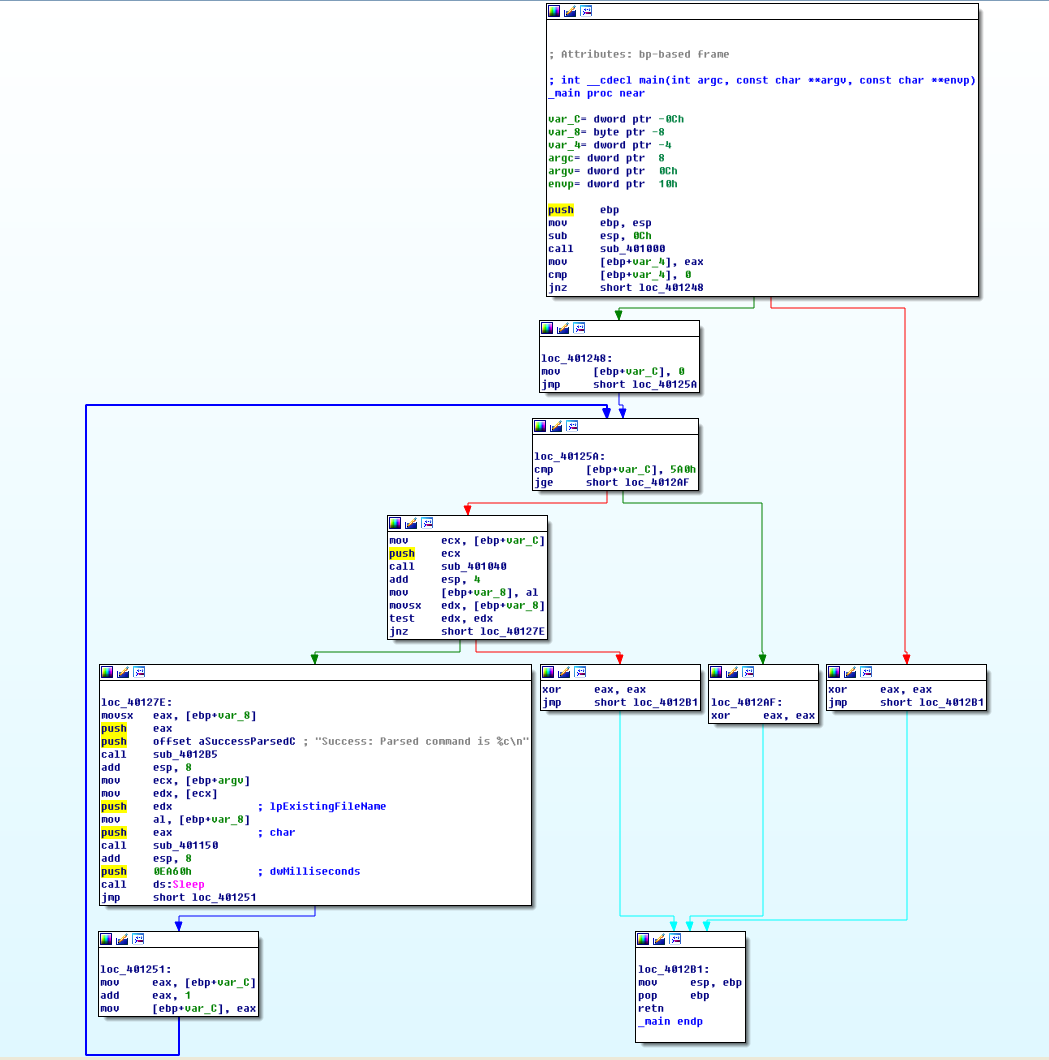 ; Attributes: bp-based frame
; int __cdecl main(int argc, const char **argv, const char **envp)
_main proc near
var_C= dword ptr -0Ch
var_8= byte ptr -8
var_4= dword ptr -4
argc= dword ptr  8
argv= dword ptr  0Ch
envp= dword ptr  10h
push    ebp
mov     ebp, esp
sub     esp, 0Ch
call    sub_401000
mov     [ebp+var_4], eax
cmp     [ebp+var_4], 0
jnz     short loc_401248
loc_401248:
mov     [ebp+var_C], 0
jmp     short loc_40125A
loc_40125A:
cmp     [ebp+var_C], 5A0h
jge     short loc_4012AF
mov     ecx, [ebp+var_C]
push    ecx
call    sub_401040
add     esp, 4
mov     [ebp+var_8], al
movsx   edx, [ebp+var_8]
test    edx, edx
jnz     short loc_40127E
loc_40127E:
movsx   eax, [ebp+var_8]
push    eax
push    offset aSuccessParsedC ; "Success: Parsed command is %c\n"
call    sub_4012B5
add     esp, 8
mov     ecx, [ebp+argv]
mov     edx, [ecx]
push    edx             ; lpExistingFileName
mov     al, [ebp+var_8]
push    eax             ; char
call    sub_401150
add     esp, 8
push    0EA60h          ; dwMilliseconds
call    ds:Sleep
jmp     short loc_401251
xor     eax, eax
jmp     short loc_4012B1
loc_4012AF:
xor     eax, eax
xor     eax, eax
jmp     short loc_4012B1
loc_401251:
mov     eax, [ebp+var_C]
add     eax, 1
mov     [ebp+var_C], eax
loc_4012B1:
mov     esp, ebp
pop     ebp
retn
_main endp